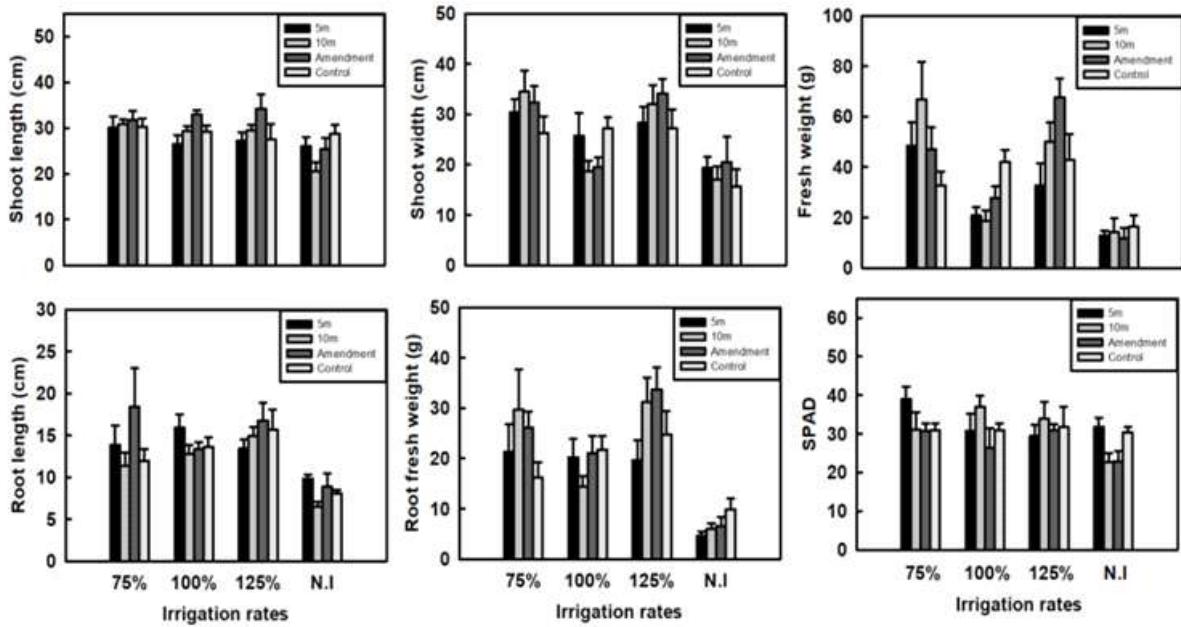 Shoot length (cm)
50
40
30
20
10
0
5m
10m
Amendment
Control
Shoot width (cm)
50
40
30
20
10
0
5m
10m
Amendment
Control
Fresh weight (g)
100
80
60
40
20
0
5m
10m
Amendment
Control
Root length (cm)
30
25
20
15
10
5
0
5m
10m
Amendment
Control
75% 100% 125% N.I
Irrigation rates
Root fresh weight (g)
50
40
30
20
10
0
5m
10m
Amendment
Control
75% 100% 125% N.I
Irrigation rates
SPAD
60
50
40
30
20
10
0
5m
10m
Amendment
Control
75% 100% 125% N.I
Irrigation rates